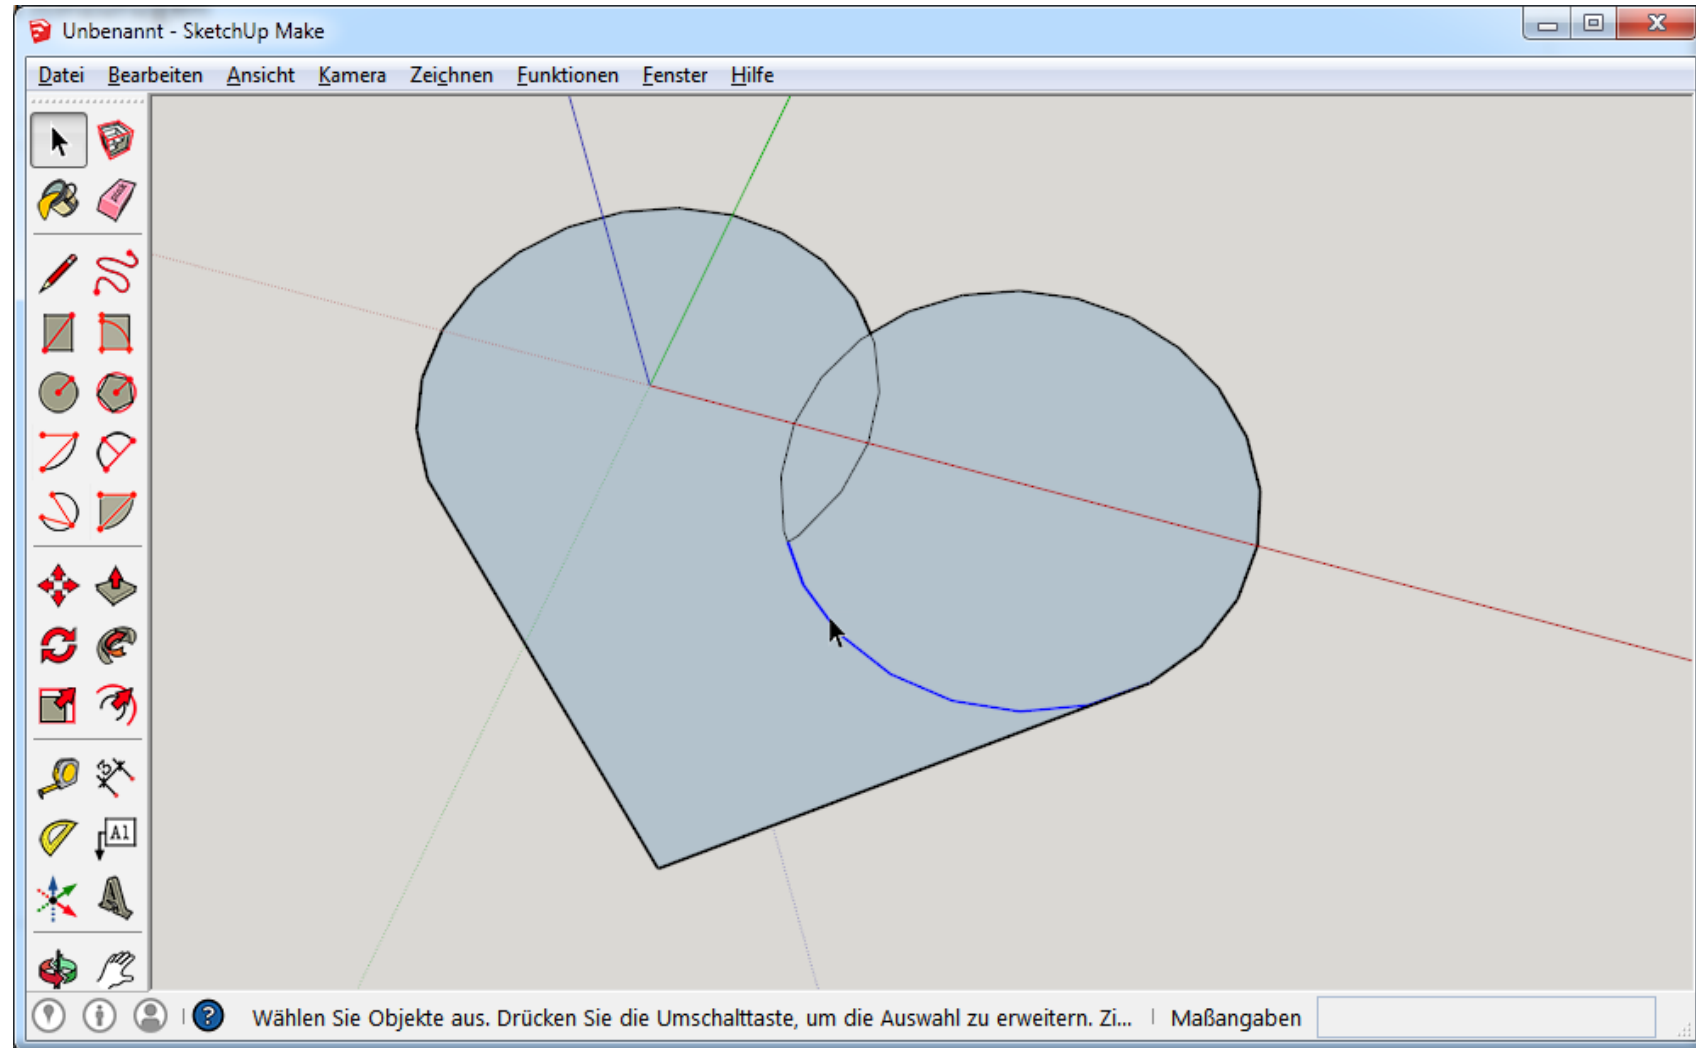 Unbenannt - SketchUp Make
Datei Bearbeiten Ansicht Kamera Zeichnen Funktionen Fenster Hilfe
A1
Wählen Sie Objekte aus. Drücken Sie die Umschalttaste, um die Auswahl zu erweitern. Zi... Maßangaben